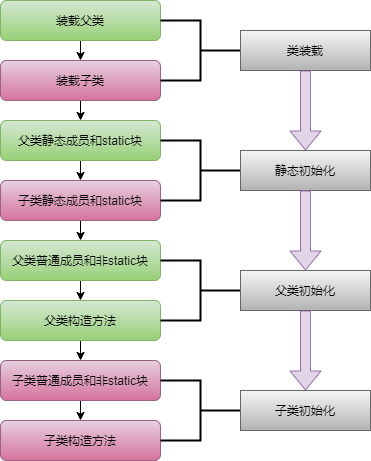 装载父类
装载子类
类装载
父类静态成员和static块
子类静态成员和static块
静态初始化
父类普通成员和非static块
父类构造方法
父类初始化
子类普通成员和非static块
子类构造方法
子类初始化